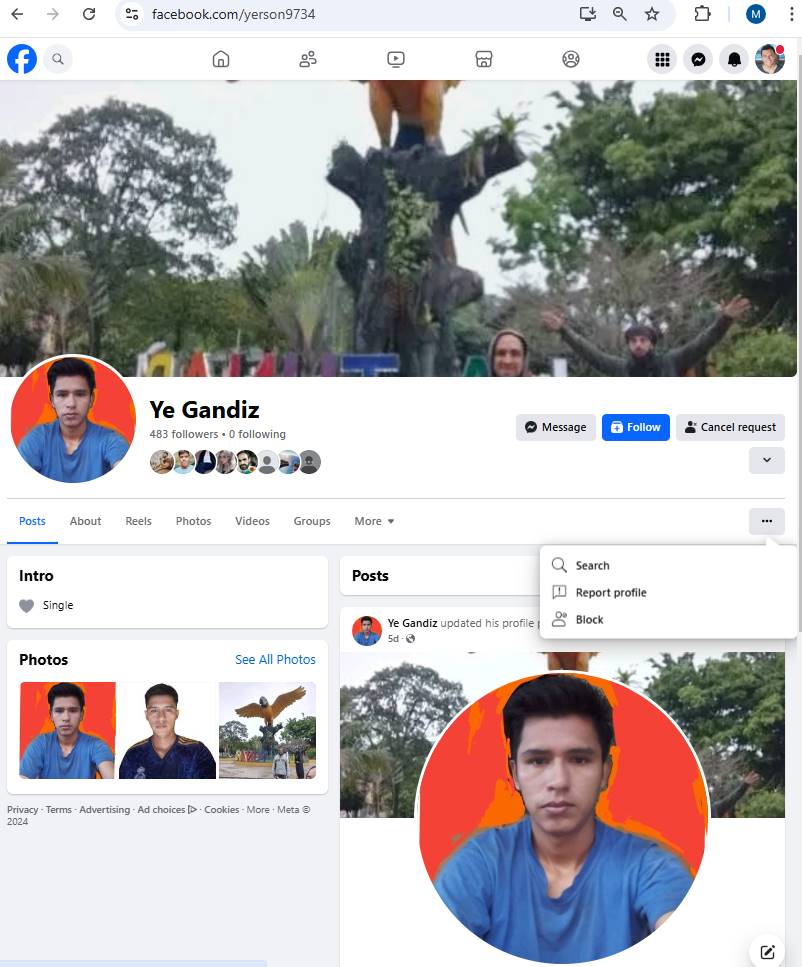 facebook.com/yerson9734
M
Ye Gandiz
483 followers • 0 following
Message
Follow
Cancel request
Posts
About
Reels
Photos
Videos
Groups
More
Search
Report profile
Block
Intro
Single
Photos
See All Photos
Privacy · Terms · Advertising · Ad choices · Cookies · More · Meta ©
2024
Posts
Ye Gandiz updated his profile
5d ·